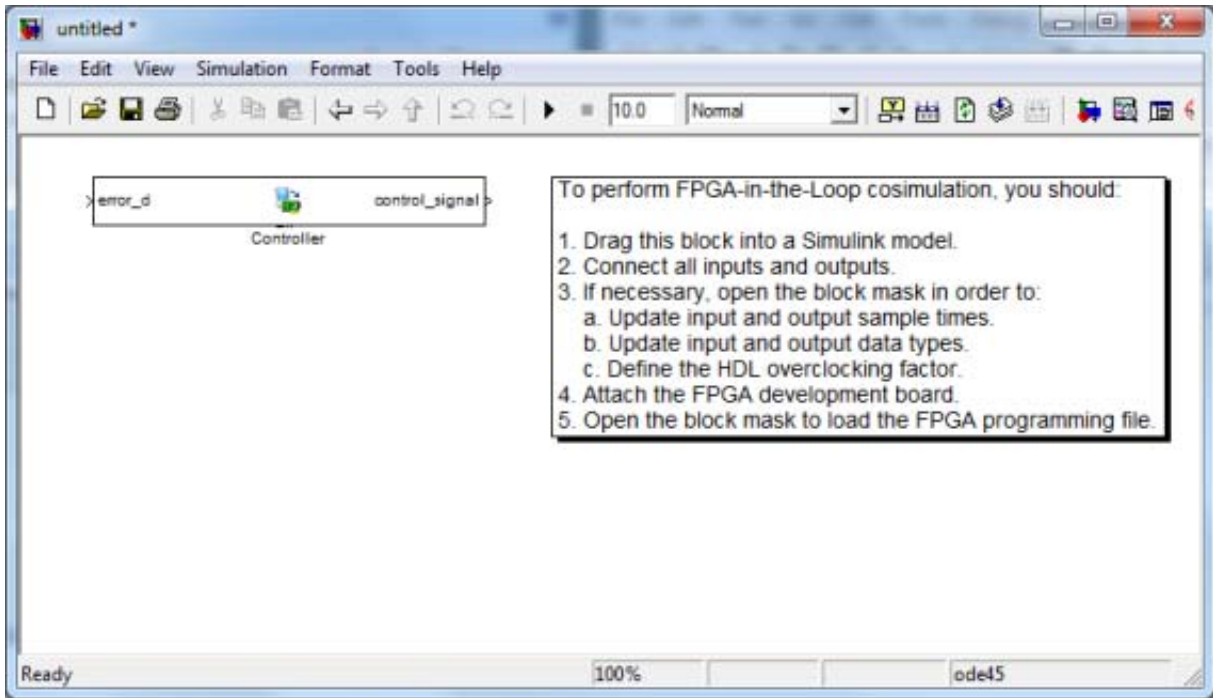 untitled *
File Edit View Simulation Format Tools Help
10.0 Normal
error_d control_signal
Controller
To perform FPGA-in-the-Loop cosimulation, you should:
1. Drag this block into a Simulink model.
2. Connect all inputs and outputs.
3. If necessary, open the block mask in order to:
a. Update input and output sample times.
b. Update input and output data types.
c. Define the HDL overclocking factor.
4. Attach the FPGA development board.
5. Open the block mask to load the FPGA programming file.
Ready 100% ode45